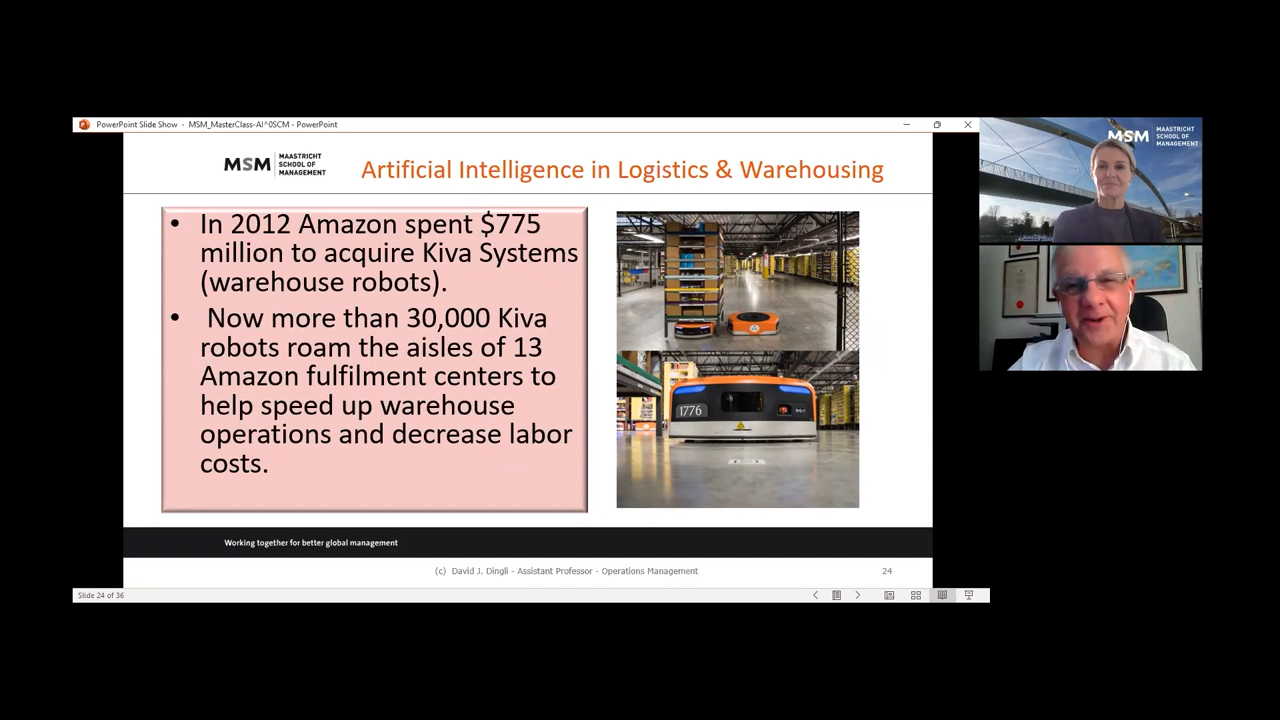 PowerPoint Slide Show - MSM_MasterClass-AI^0SCM - PowerPoint
MSM MAASTRICHT
SCHOOL OF
MANAGEMENT
Artificial Intelligence in Logistics & Warehousing
• In 2012 Amazon spent $775
million to acquire Kiva Systems
(warehouse robots).
• Now more than 30,000 Kiva
robots roam the aisles of 13
Amazon fulfilment centers to
help speed up warehouse
operations and decrease labor
costs.
1776
Working together for better global management
(c) David J. Dingli - Assistant Professor - Operations Management
24
Slide 24 of 36
MSM MAASTRICHT
SCHOOL OF
MANAGEMENT